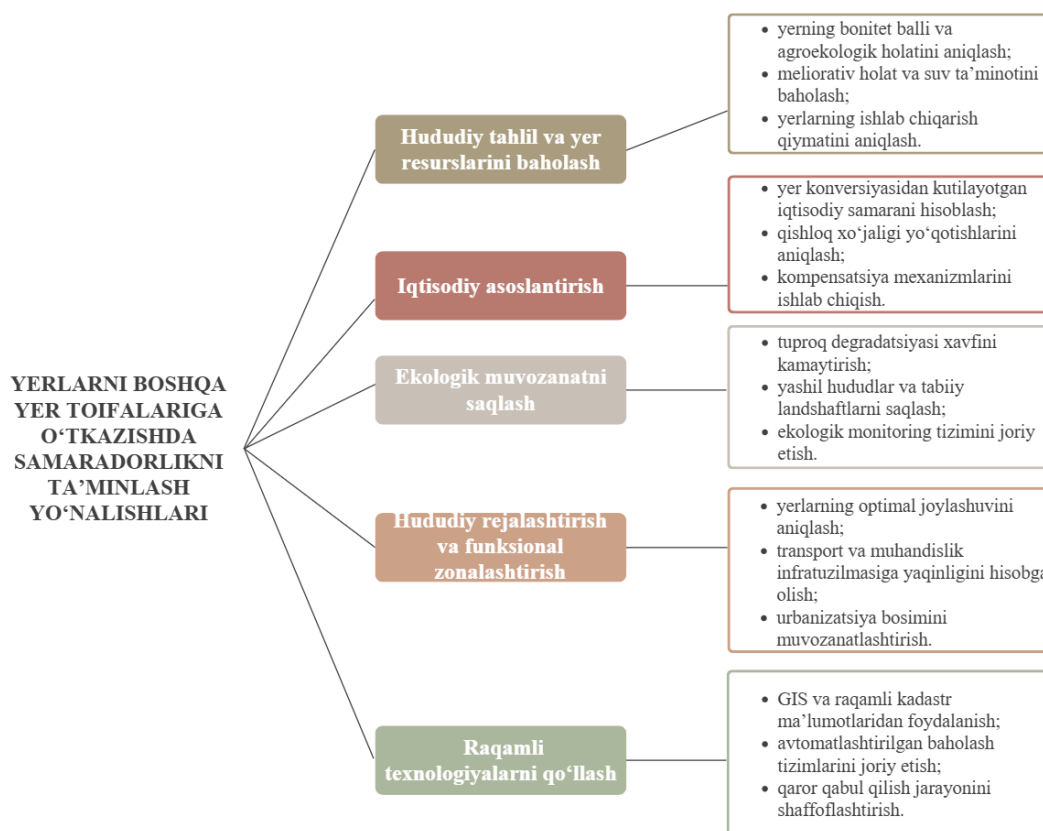 YERLARNI BOSHQA
YER TOIFALARIGA
O‘TKAZISHDA
SAMARADORLIKNI
TA’MINLASH
YO‘NALISHLARI
Hududiy tahlil va yer
resurslarini baholash
• yerning bonitet balli va
agroekologik holatini aniqlash;
• meliorativ holat va suv ta’minotini
baholash;
• yerlarning ishlab chiqarish
qiymatini aniqlash.
Iqtisodiy asoslantirish
• yer konversiyasidan kutilayotgan
iqtisodiy samarani hisoblash;
• qishloq xo‘jaligi yo‘qotishlarini
aniqlash;
• kompensatsiya mexanizmlarini
ishlab chiqish.
Ekologik muvozanatni
saqlash
• tuproq degradatsiyasi xavfini
kamaytirish;
• yashil hududlar va tabiiy
landshaftlarni saqlash;
• ekologik monitoring tizimini joriy
etish.
Hududiy rejalashtirish
va funksional
zonalashtirish
• yerlarning optimal joylashuvini
aniqlash;
• transport va muhandislik
infratuzilmasiga yaqinligini hisobga
olish;
• urbanizatsiya bosimini
muvozanatlashtirish.
Raqamli
texnologiyalarni qo‘llash
• GIS va raqamli kadastr
ma’lumotlaridan foydalanish;
• avtomatlashtirilgan baholash
tizimlarini joriy etish;
• qaror qabul qilish jarayonini
shaffoflashtirish.